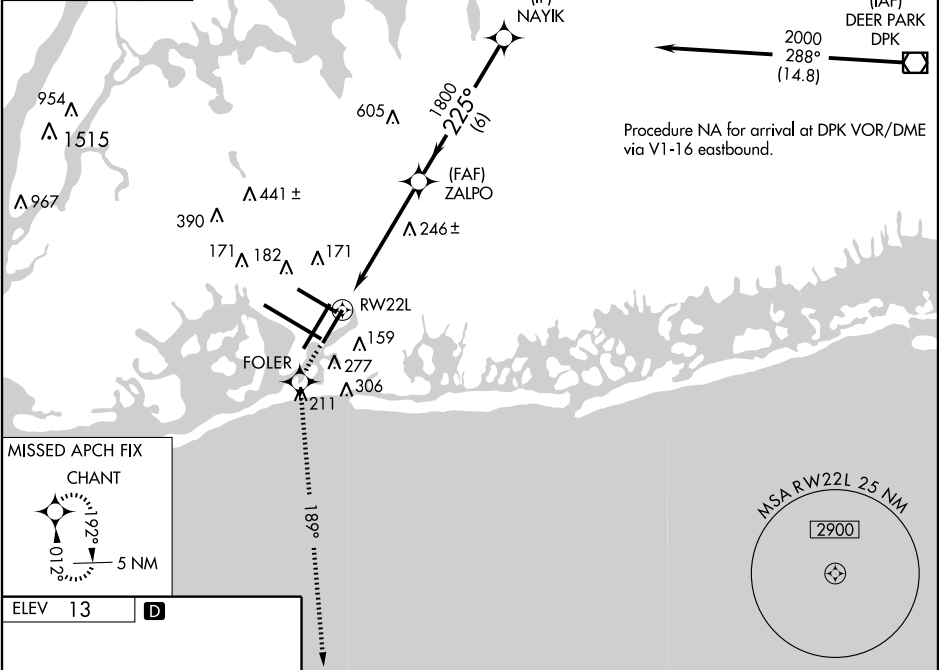 (IF)
NAYIK
(IAF)
DEER PARK
DPK
2000
288°
(14.8)
Procedure NA for arrival at DPK VOR/DME
via V1-16 eastbound.
954
1515
605
1800
225°
(6)
(FAF)
ZALPO
967
441 ±
390
246 ±
171
182
171
RW22L
159
FOLER
277
306
211
189°
MISSED APCH FIX
CHANT
192°
012°
5 NM
MSA RW22L 25 NM
2900
ELEV 13
D